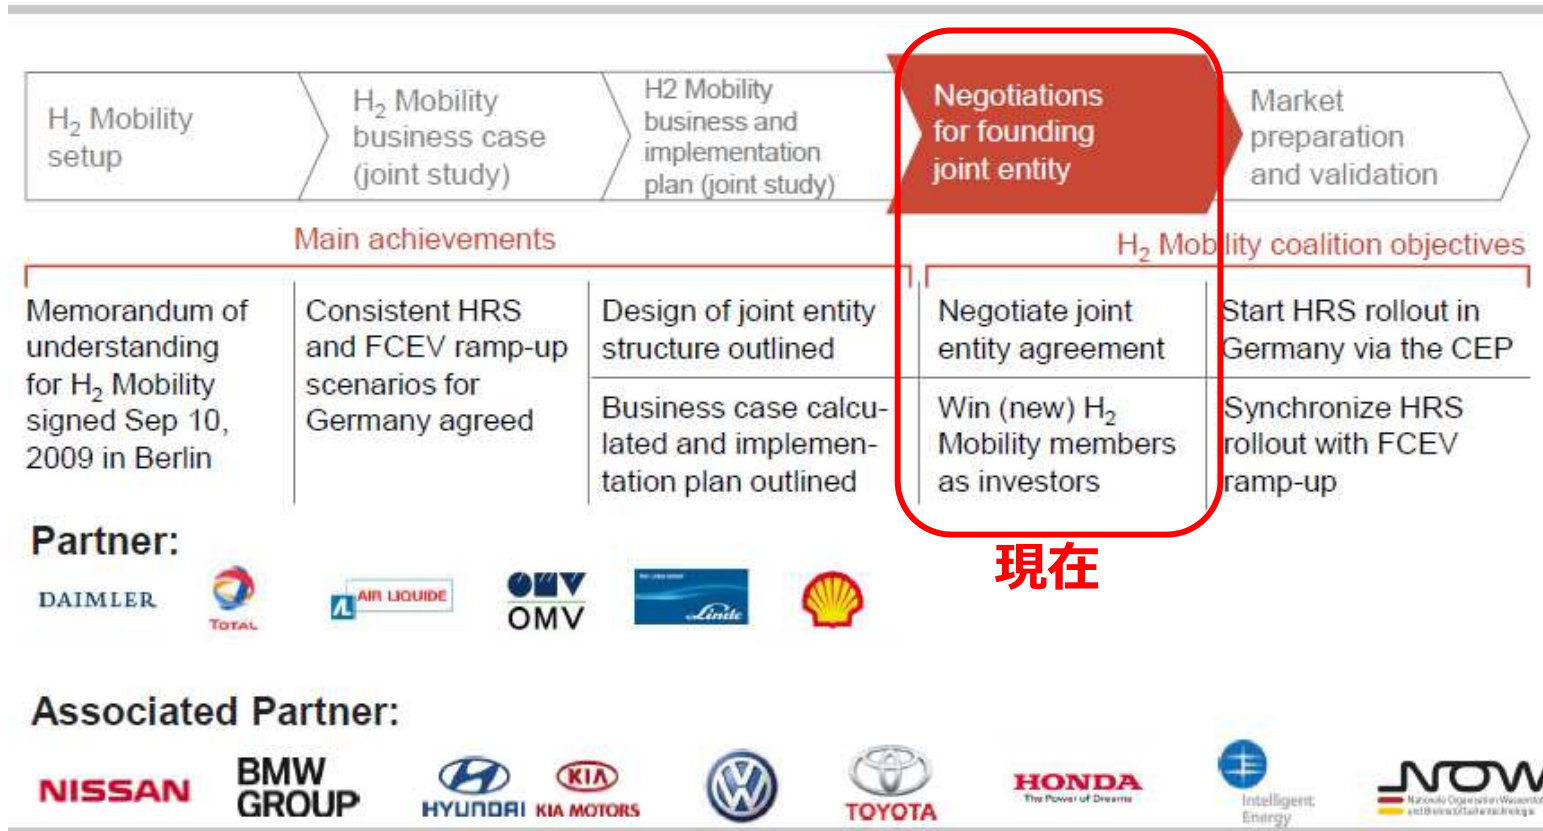 H2 Mobility
setup
H2 Mobility
business case
(joint study)
H2 Mobility
business and
implementation
plan (joint study)
Negotiations
for founding
joint entity
Market
preparation
and validation
Main achievements
H2 Mobility coalition objectives
Memorandum of
understanding
for H2 Mobility
signed Sep 10,
2009 in Berlin
Consistent HRS
and FCEV ramp-up
scenarios for
Germany agreed
Design of joint entity
structure outlined
Business case calcu-
lated and implemen-
tation plan outlined
Negotiate joint
entity agreement
Win (new) H2
Mobility members
as investors
Start HRS rollout in
Germany via the CEP
Synchronize HRS
rollout with FCEV
ramp-up
現在
Partner:
DAIMLER
TOTAL
AIR LIQUIDE
OMV
Linde
Associated Partner:
NISSAN
BMW
GROUP
HYUNDAI
KIA
KIA MOTORS
VW
TOYOTA
HONDA
The Power of Dreams
Intelligent
Energy
NOW